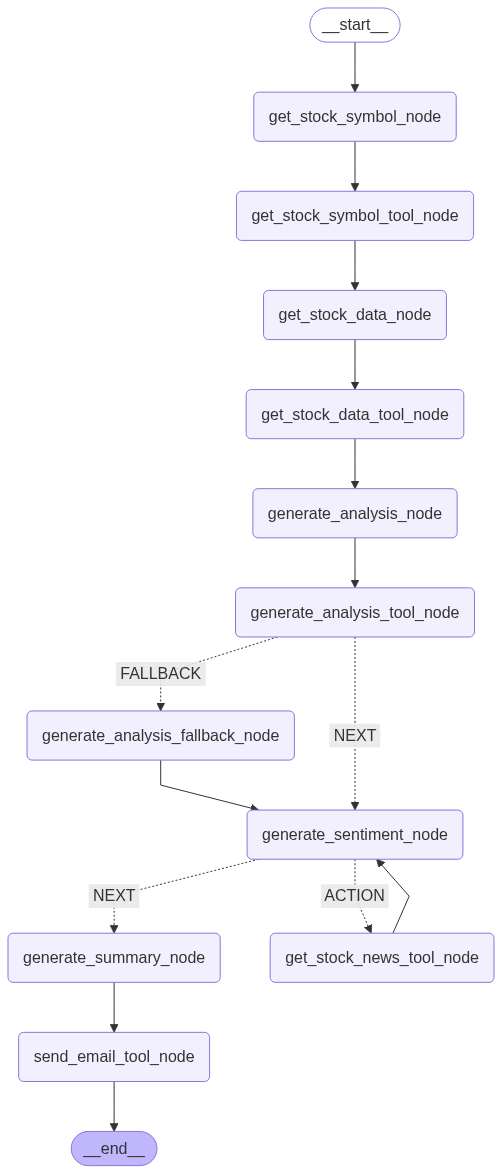 __start__
get_stock_symbol_node
get_stock_symbol_tool_node
get_stock_data_node
get_stock_data_tool_node
generate_analysis_node
generate_analysis_tool_node
FALLBACK
generate_analysis_fallback_node
NEXT
generate_sentiment_node
NEXT
ACTION
generate_summary_node
get_stock_news_tool_node
send_email_tool_node
__end__